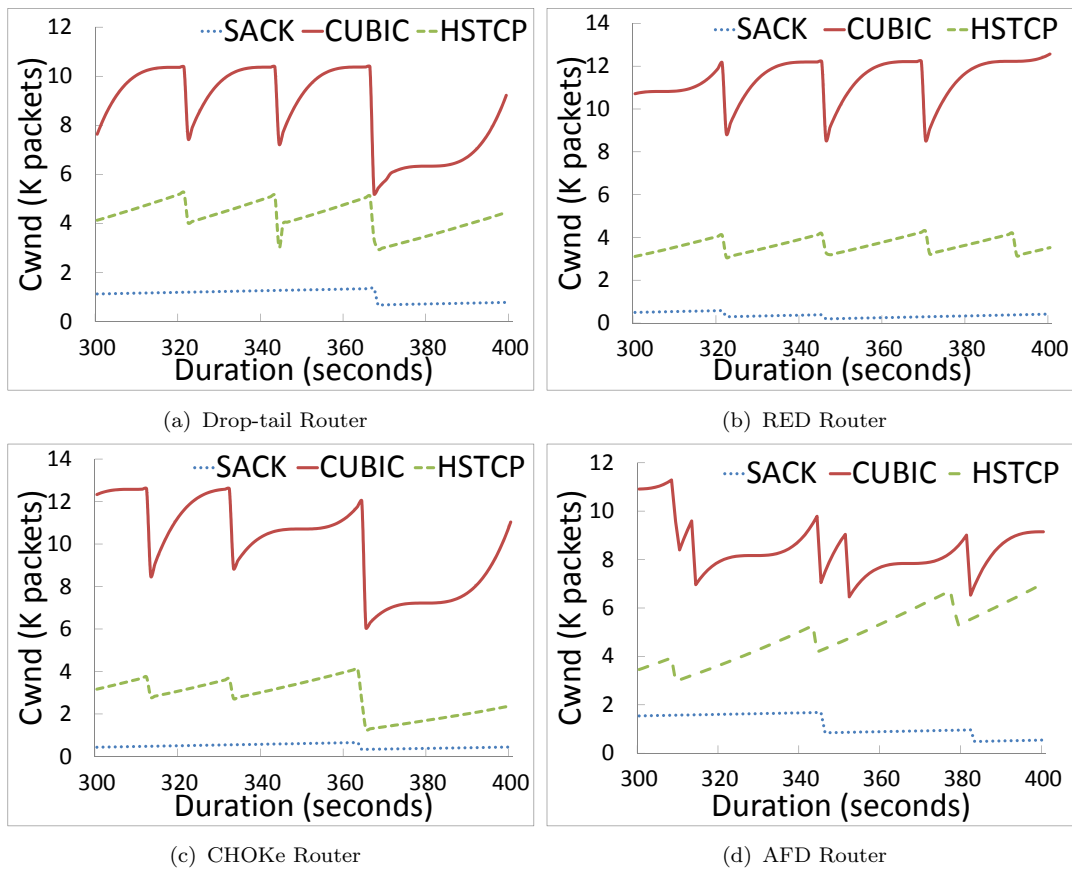 SACK CUBIC HSTCP
Cwnd (K packets)
12
10
8
6
4
2
0
300 320 340 360 380 400
Duration (seconds)
(a) Drop-tail Router
SACK CUBIC HSTCP
Cwnd (K packets)
14
12
10
8
6
4
2
0
300 320 340 360 380 400
Duration (seconds)
(b) RED Router
SACK CUBIC HSTCP
Cwnd (K packets)
14
12
10
8
6
4
2
0
300 320 340 360 380 400
Duration (seconds)
(c) CHOKe Router
SACK CUBIC HSTCP
Cwnd (K packets)
12
10
8
6
4
2
0
300 320 340 360 380 400
Duration (seconds)
(d) AFD Router